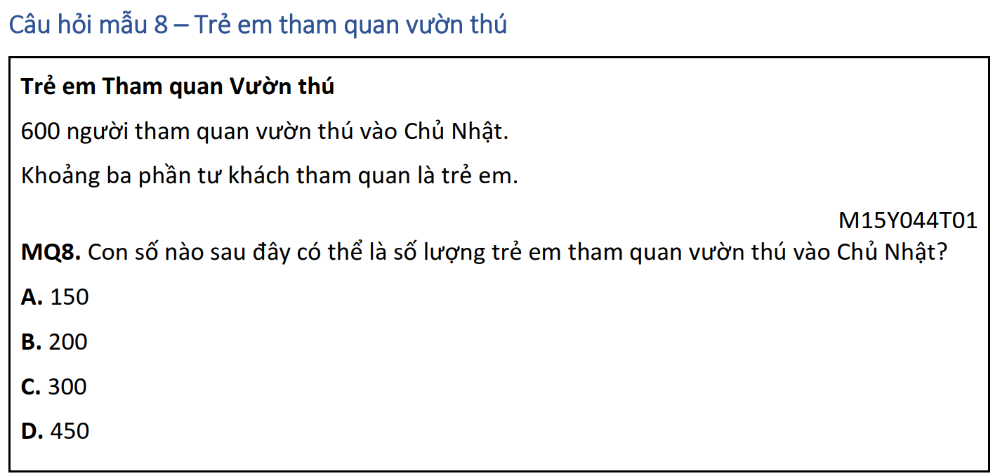 Câu hỏi mẫu 8 – Trẻ em tham quan vườn thú
Trẻ em Tham quan Vườn thú
600 người tham quan vườn thú vào Chủ Nhật.
Khoảng ba phần tư khách tham quan là trẻ em.
M15Y044T01
MQ8. Con số nào sau đây có thể là số lượng trẻ em tham quan vườn thú vào Chủ Nhật?
A. 150
B. 200
C. 300
D. 450